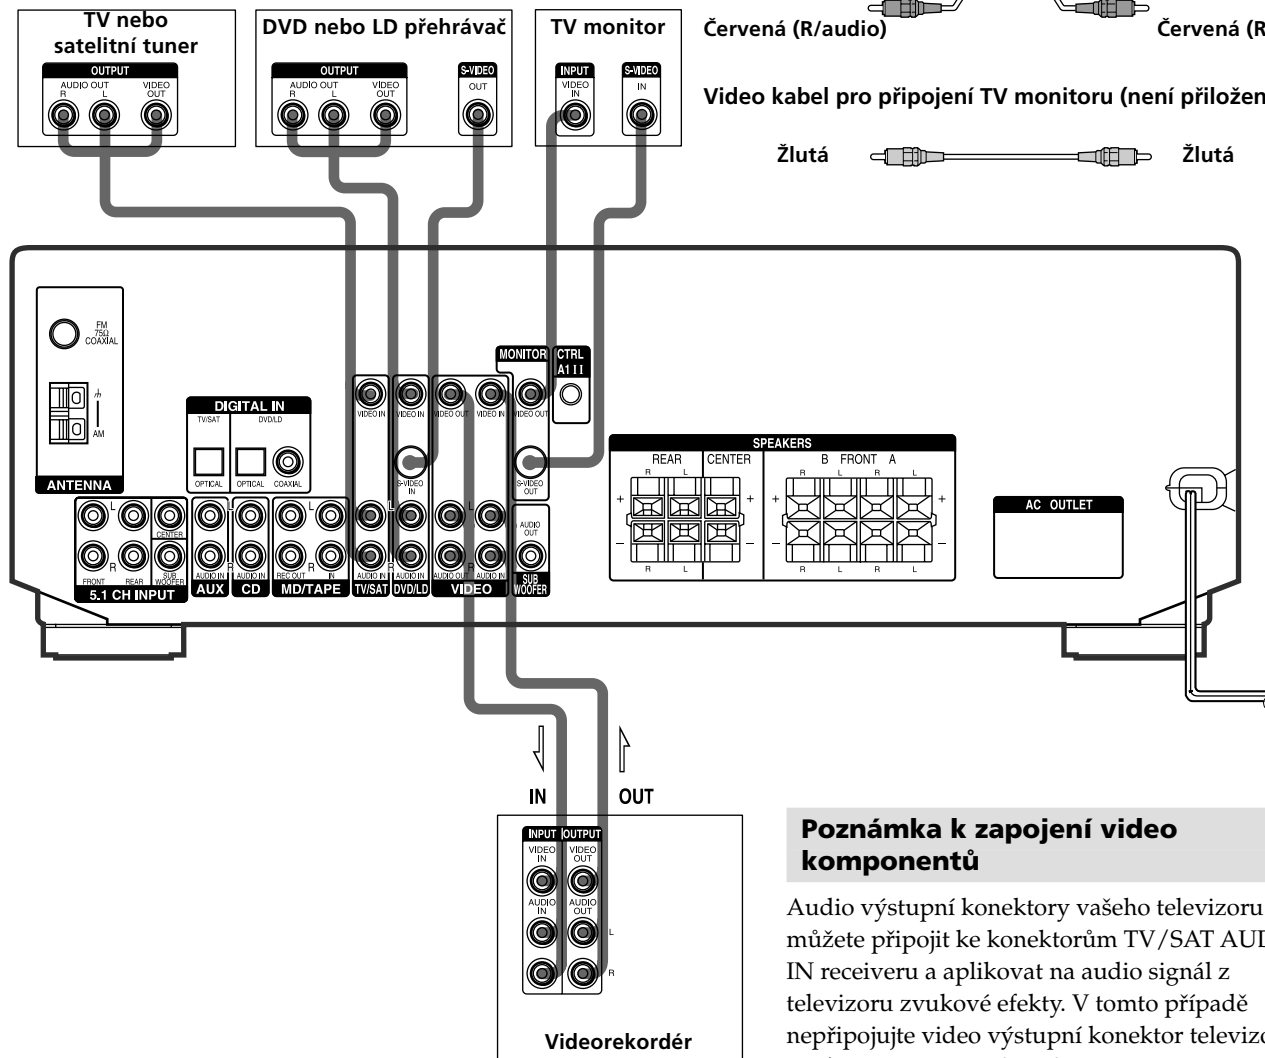 TV nebo
satelitní tuner
OUTPUT
AUDIO OUT
R L
VIDEO
OUT
DVD nebo LD přehrávač
OUTPUT
AUDIO OUT
R L
VIDEO
OUT
S-VIDEO
OUT
TV monitor
INPUT
VIDEO
IN
S-VIDEO
IN
Červená (R/audio)
Červená (R
Video kabel pro připojení TV monitoru (není přiložen
Žlutá
Žlutá
FM
75Ω
COAXIAL
AM
ANTENNA
DIGITAL IN
TV/SAT DVD/LD
OPTICAL OPTICAL COAXIAL
MONITOR
CTRL
A1 II
VIDEO IN VIDEO IN VIDEO OUT VIDEO IN VIDEO OUT
S-VIDEO
IN
S-VIDEO
OUT
AUDIO
OUT
L
R
FRONT REAR
CENTER
SUB
WOOFER
5.1 CH INPUT
L
R
AUDIO IN
AUX
AUDIO IN
CD
L
R
REC OUT IN
MD/TAPE
L
R
AUDIO IN
TV/SAT
AUDIO IN
DVD/LD
L
R
AUDIO OUT AUDIO IN
VIDEO
SUB
WOOFER
SPEAKERS
REAR CENTER B FRONT A
R L R L R L
+ + +
– – –
R L R L R L
AC OUTLET
IN OUT
INPUT OUTPUT
VIDEO
IN
VIDEO
OUT
AUDIO
IN
AUDIO
OUT
L
R
Videorekordér
Poznámka k zapojení video
komponentů
Audio výstupní konektory vašeho televizoru
můžete připojit ke konektorům TV/SAT AUD
IN receiveru a aplikovat na audio signál z
televizoru zvukové efekty. V tomto případě
nepřipojujte video výstupní konektor televizo